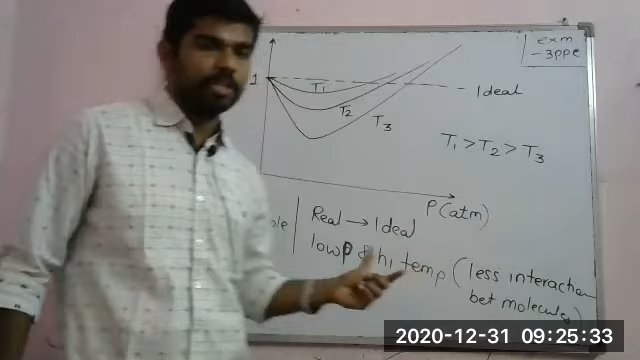 exm
-3ppe
1
T1
T2
T3
Ideal
T1 > T2 > T3
P(atm)
Real → Ideal
low P & hi temp (less interaction
bet molecules)
2020-12-31 09:25:33